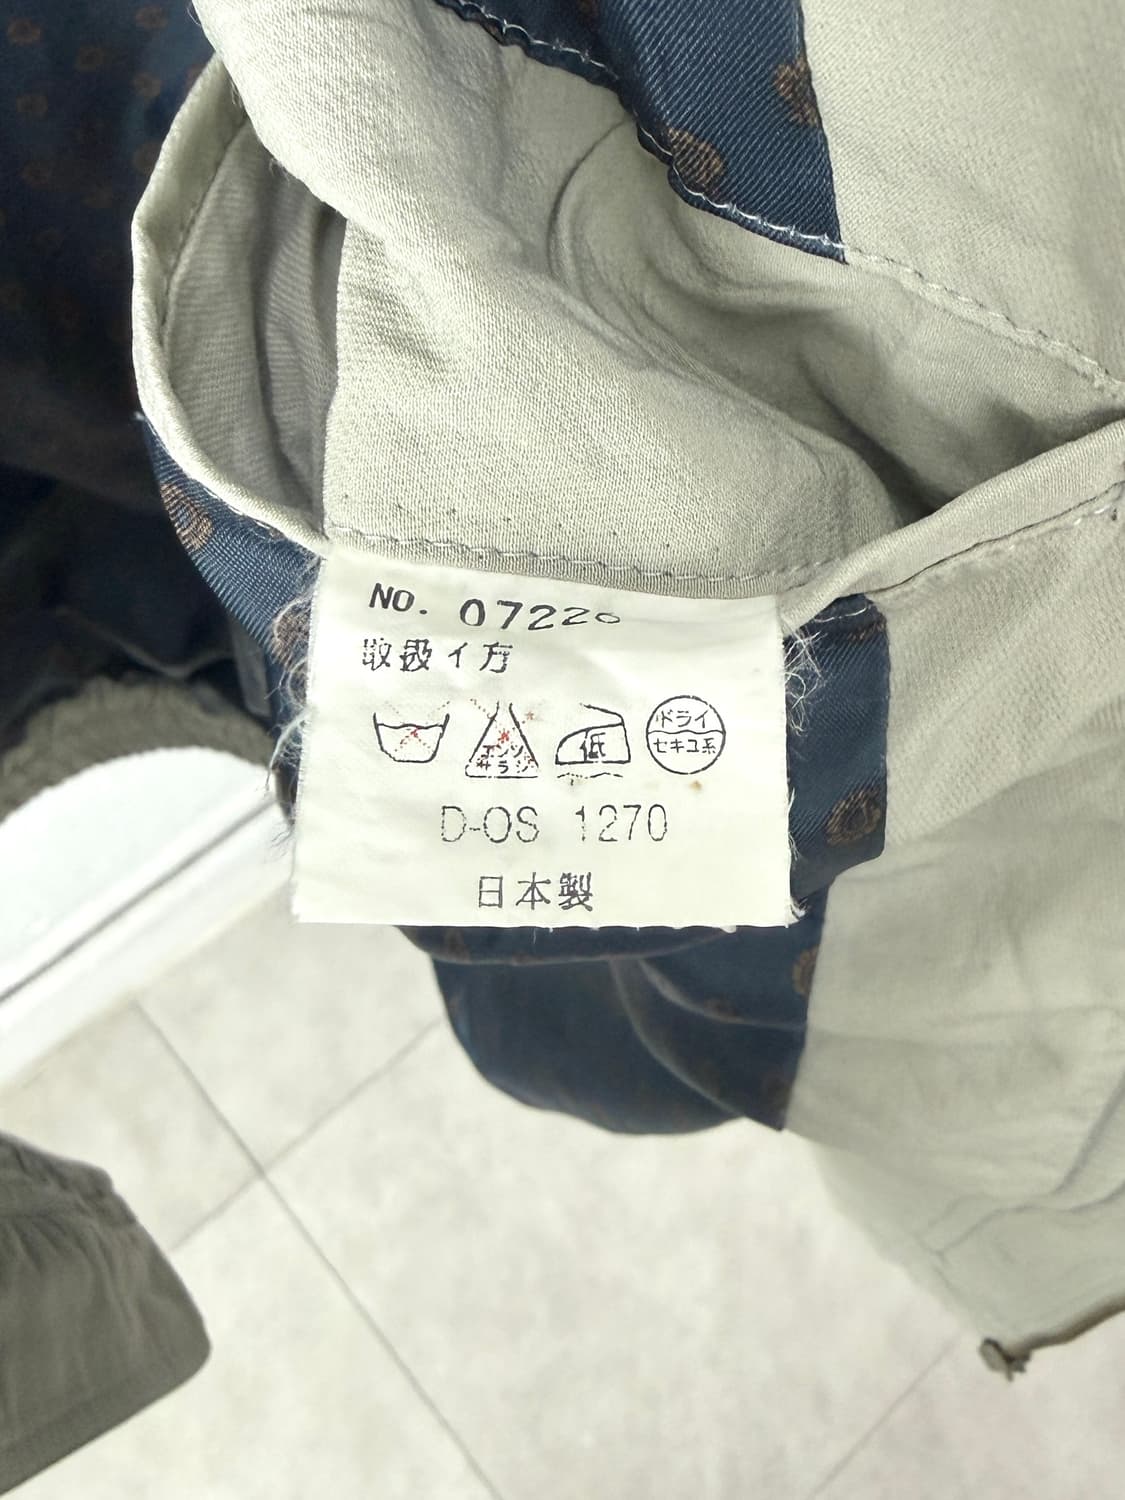 NO. 07220
取扱イ方
エンソ
サラシ
低
ドライ
セキユ系
D-OS 1270
日本製